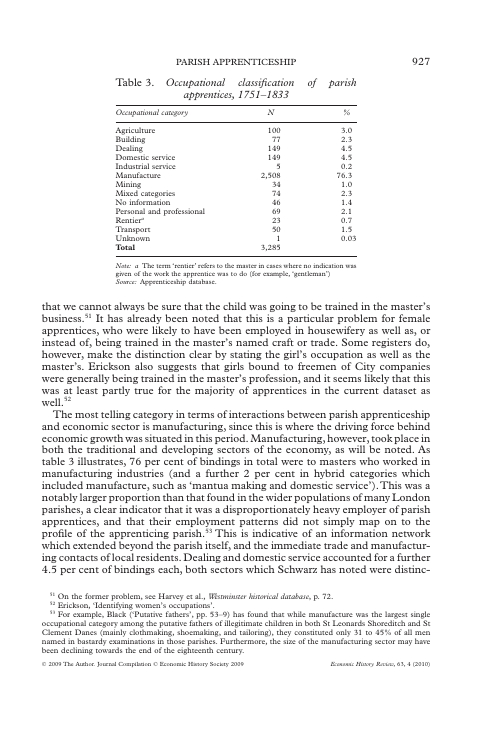 PARISH APPRENTICESHIP 927
Table 3. Occupational classification of parish
apprentices, 1751–1833
Occupational category N %
Agriculture 100 3.0
Building 77 2.3
Dealing 149 4.5
Domestic service 149 4.5
Industrial service 5 0.2
Manufacture 2,508 76.3
Mining 34 1.0
Mixed categories 74 2.3
No information 46 1.4
Personal and professional 69 2.1
Rentierᵃ 23 0.7
Transport 50 1.5
Unknown 1 0.03
Total 3,285
Note: a The term ‘rentier’ refers to the master in cases where no indication was
given of the work the apprentice was to do (for example, ‘gentleman’)
Source: Apprenticeship database.
that we cannot always be sure that the child was going to be trained in the master’s
business.⁵¹ It has already been noted that this is a particular problem for female
apprentices, who were likely to have been employed in housewifery as well as, or
instead of, being trained in the master’s named craft or trade. Some registers do,
however, make the distinction clear by stating the girl’s occupation as well as the
master’s. Erickson also suggests that girls bound to freemen of City companies
were generally being trained in the master’s profession, and it seems likely that this
was at least partly true for the majority of apprentices in the current dataset as
well.⁵²
The most telling category in terms of interactions between parish apprenticeship
and economic sector is manufacturing, since this is where the driving force behind
economic growth was situated in this period. Manufacturing, however, took place in
both the traditional and developing sectors of the economy, as will be noted. As
table 3 illustrates, 76 per cent of bindings in total were to masters who worked in
manufacturing industries (and a further 2 per cent in hybrid categories which
included manufacture, such as ‘mantua making and domestic service’). This was a
notably larger proportion than that found in the wider populations of many London
parishes, a clear indicator that it was a disproportionately heavy employer of parish
apprentices, and that their employment patterns did not simply map on to the
profile of the apprenticing parish.⁵³ This is indicative of an information network
which extended beyond the parish itself, and the immediate trade and manufactur-
ing contacts of local residents. Dealing and domestic service accounted for a further
4.5 per cent of bindings each, both sectors which Schwarz has noted were distinc-
⁵¹ On the former problem, see Harvey et al., Westminster historical database, p. 72.
⁵² Erickson, ‘Identifying women’s occupations’.
⁵³ For example, Black (‘Putative fathers’, pp. 53–9) has found that while manufacture was the largest single
occupational category among the putative fathers of illegitimate children in both St Leonards Shoreditch and St
Clement Danes (mainly clothmaking, shoemaking, and tailoring), they constituted only 31 to 45% of all men
named in bastardy examinations in those parishes. Furthermore, the size of the manufacturing sector may have
been declining towards the end of the eighteenth century.
© 2009 The Author. Journal Compilation © Economic History Society 2009 Economic History Review, 63, 4 (2010)